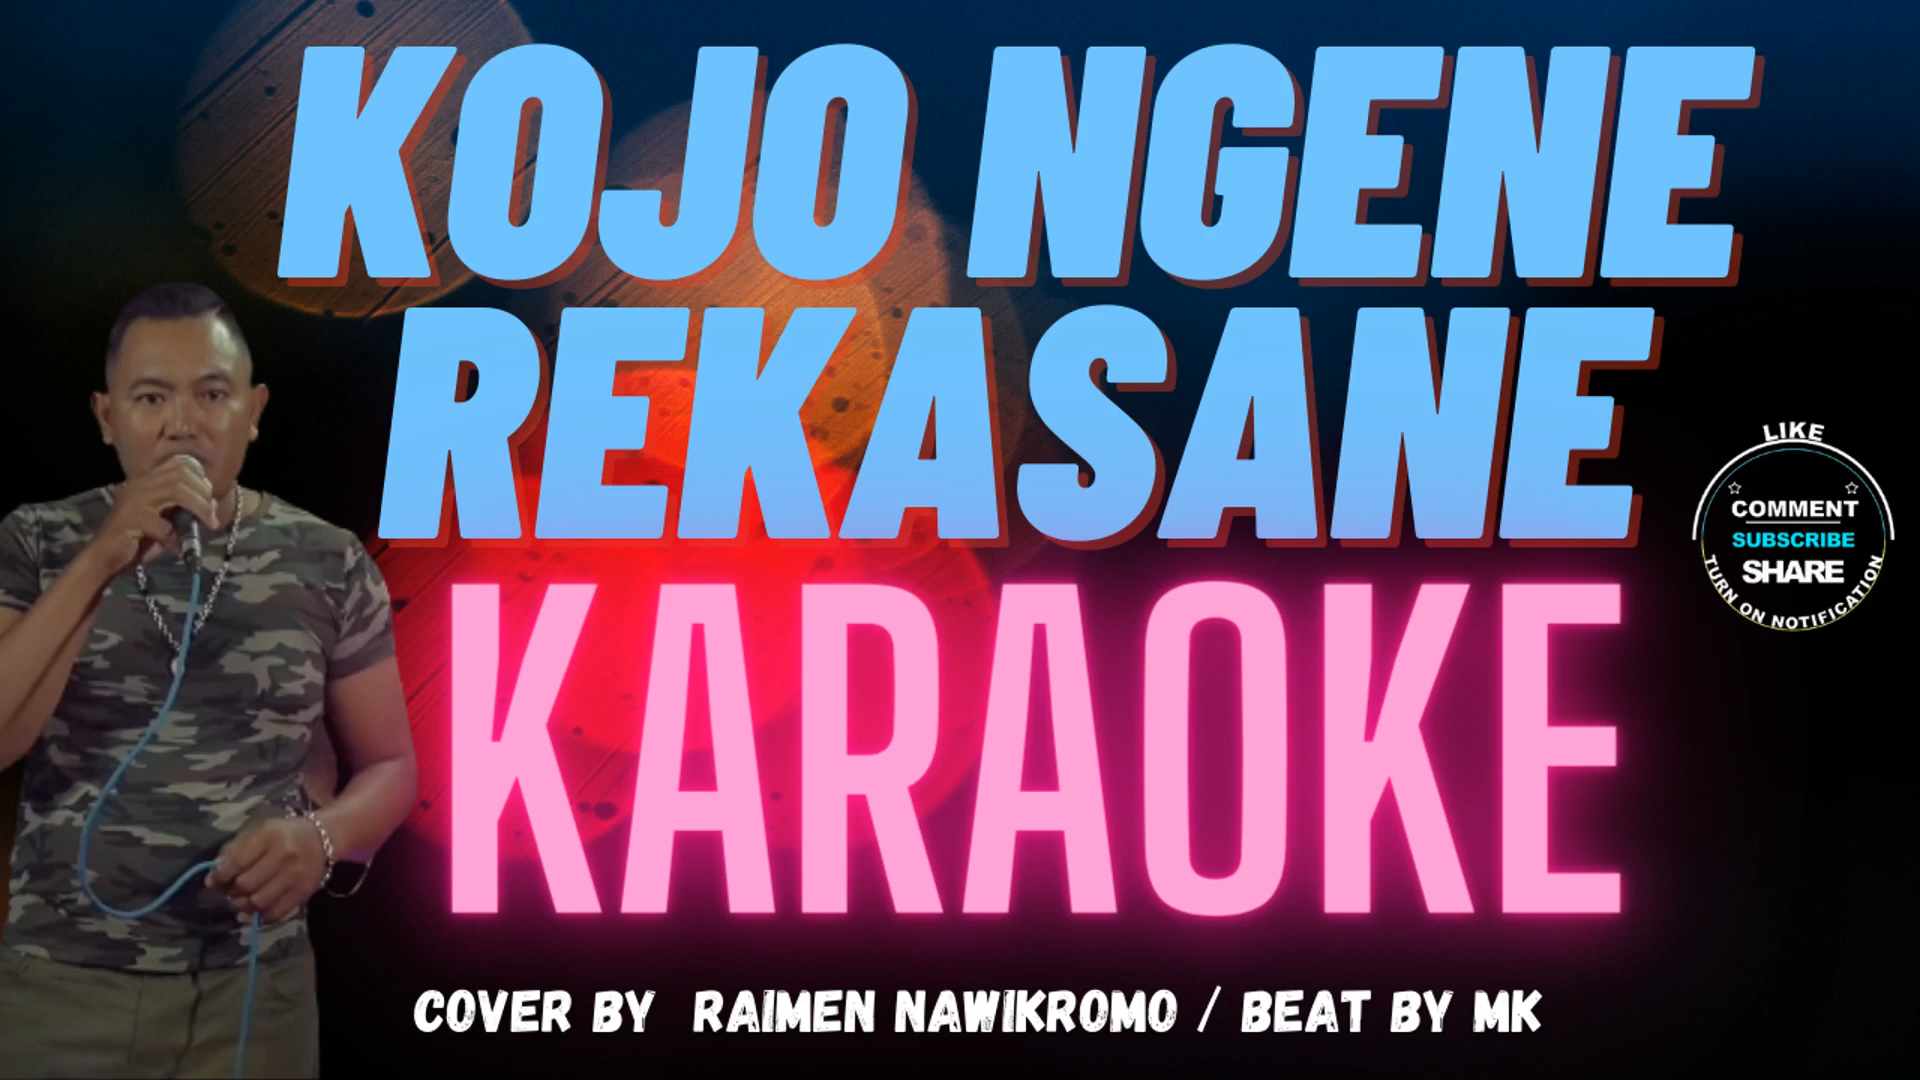 KOJO NGENE
REKASANE
KARAOKE
COVER BY RAIMEN NAWIKROMO / BEAT BY MK
LIKE
COMMENT
SUBSCRIBE
SHARE
TURN ON NOTIFICATION